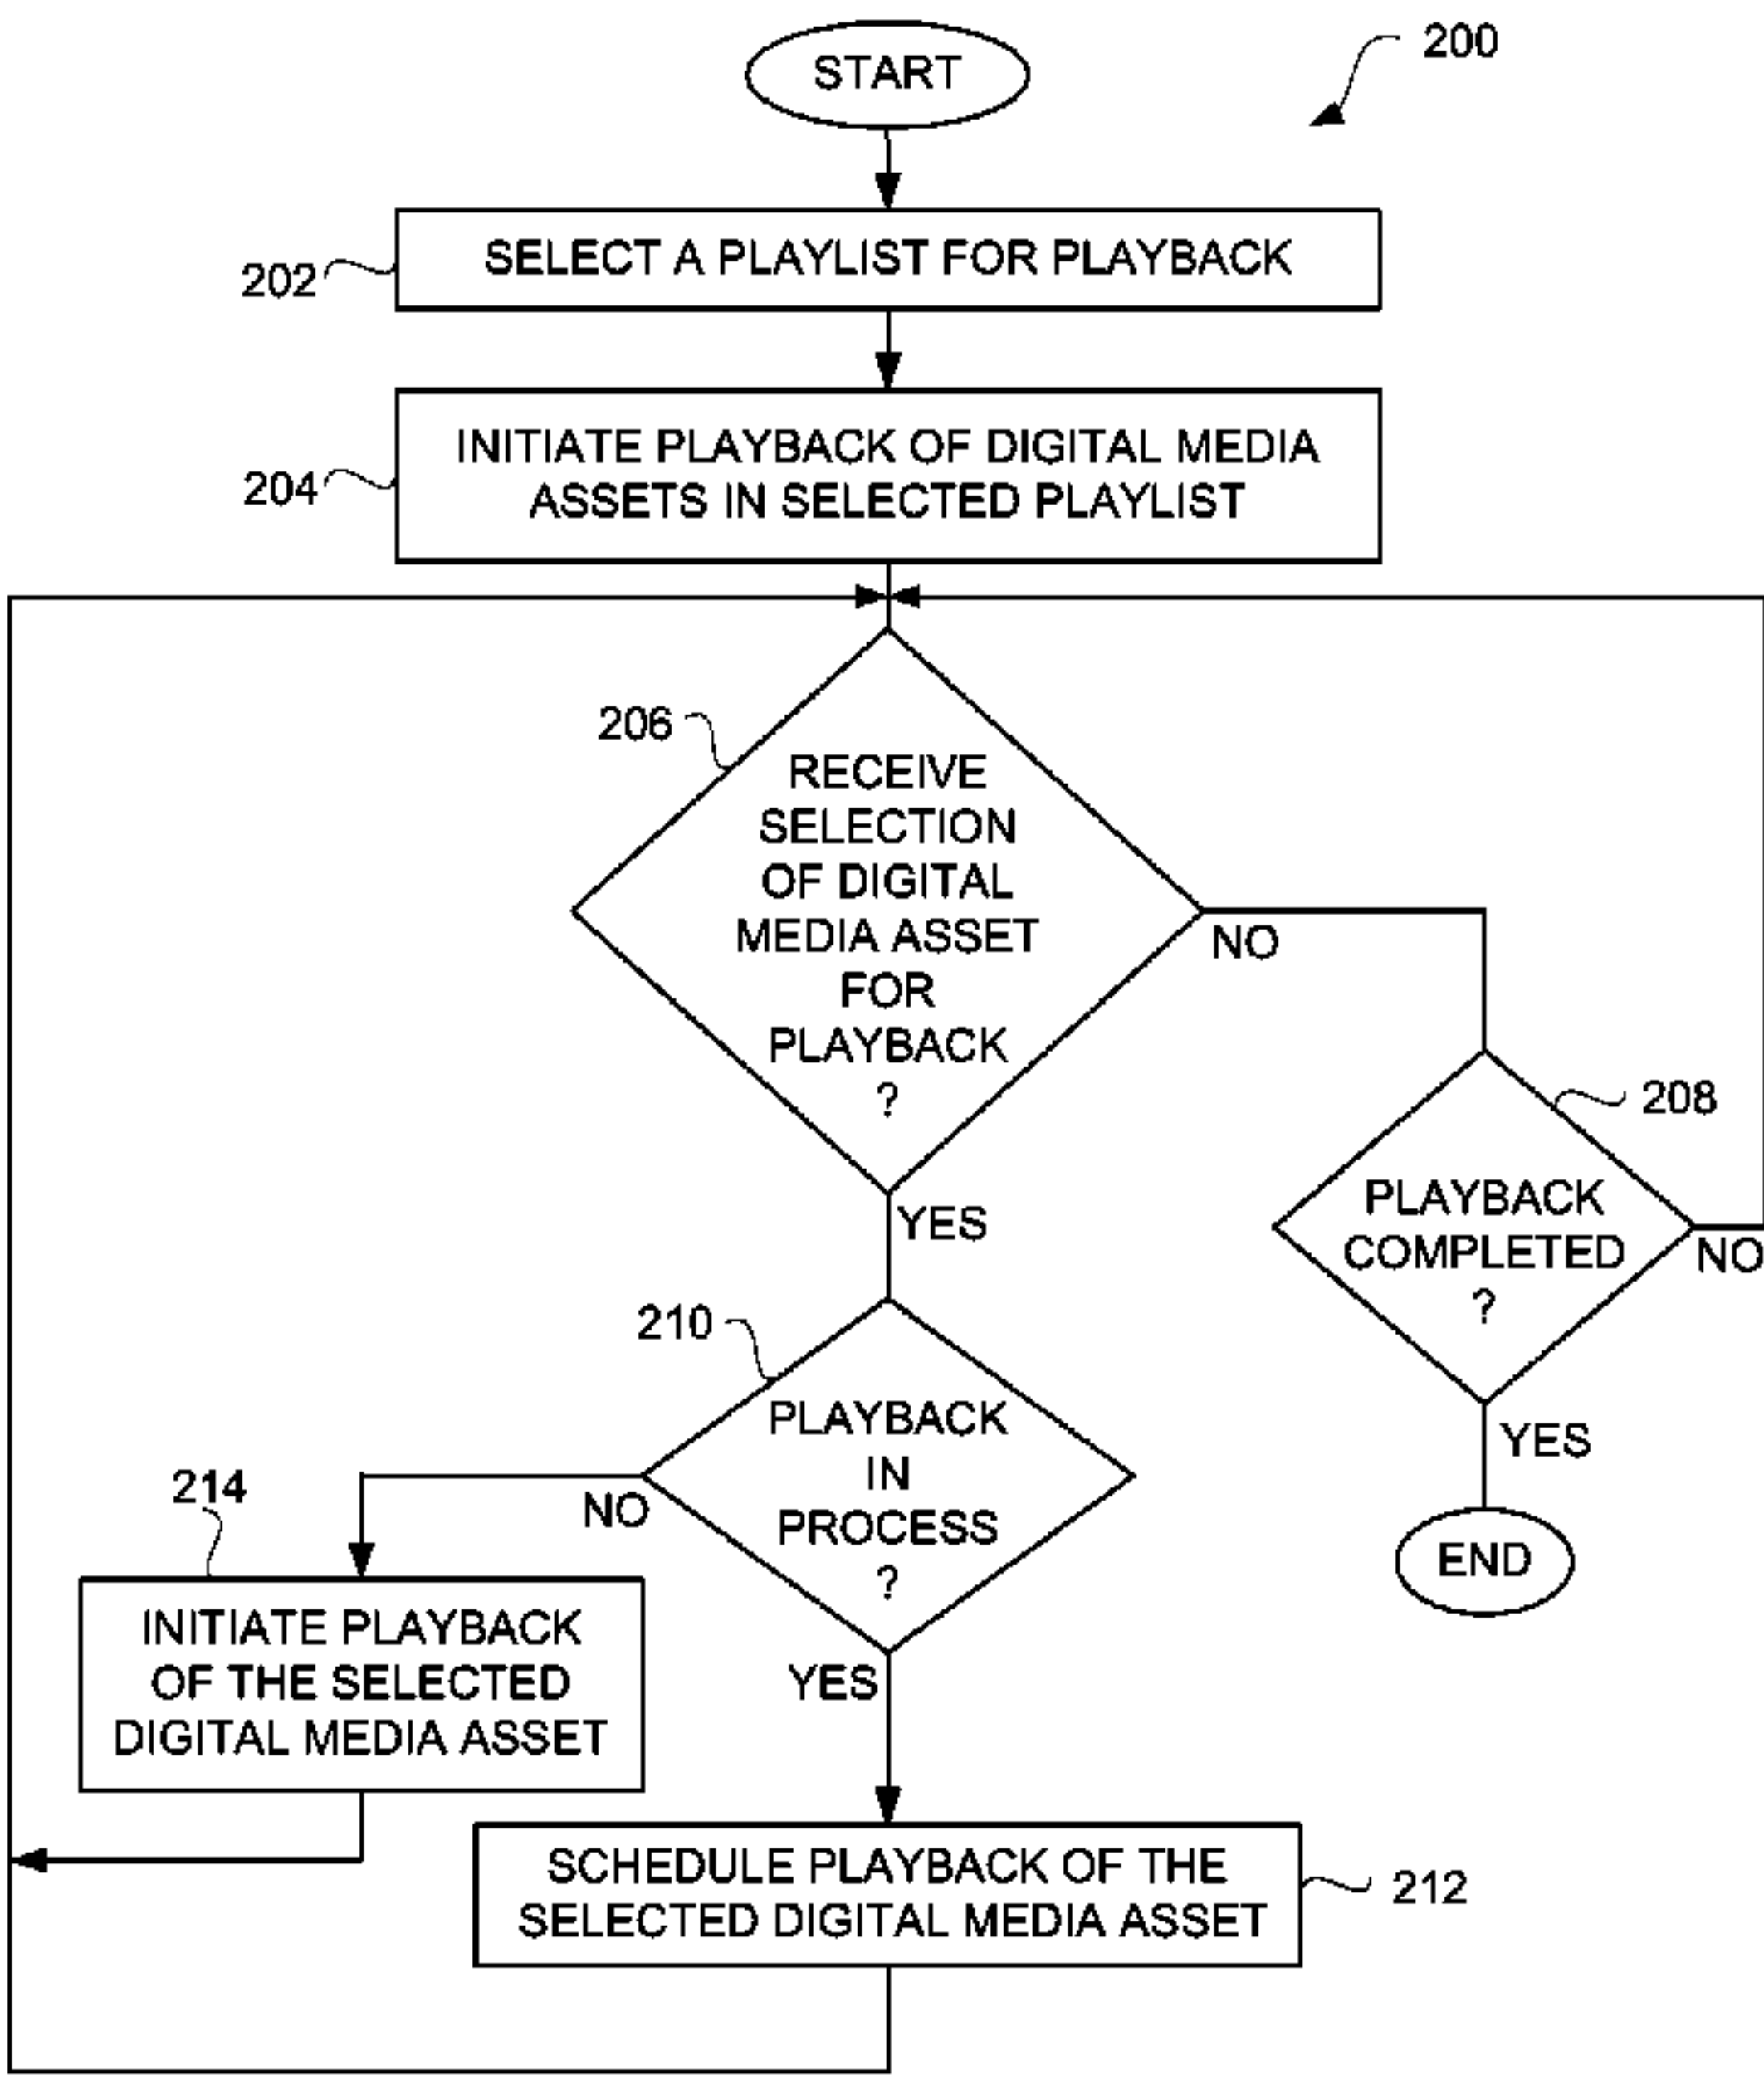 START
200
SELECT A PLAYLIST FOR PLAYBACK
202
INITIATE PLAYBACK OF DIGITAL MEDIA
ASSETS IN SELECTED PLAYLIST
204
206
RECEIVE
SELECTION
OF DIGITAL
MEDIA ASSET
FOR
PLAYBACK
?
NO
YES
208
PLAYBACK
COMPLETED
?
NO
YES
END
210
PLAYBACK
IN
PROCESS
?
NO
YES
214
INITIATE PLAYBACK
OF THE SELECTED
DIGITAL MEDIA ASSET
SCHEDULE PLAYBACK OF THE
SELECTED DIGITAL MEDIA ASSET
212